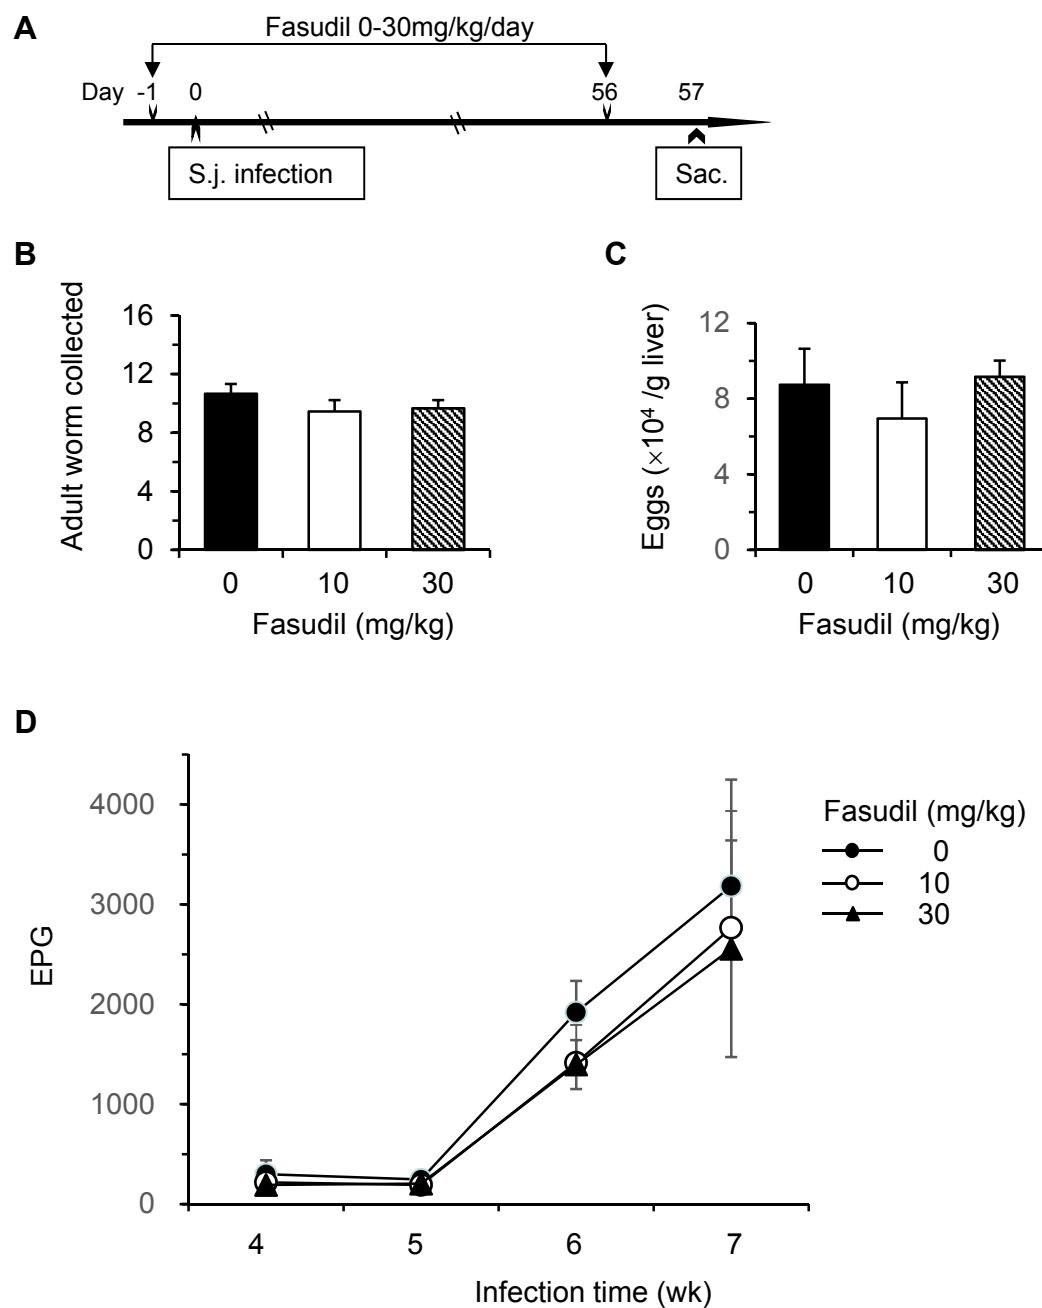 A
Fasudil 0-30mg/kg/day
Day -1 0 56 57
S.j. infection
Sac.
B
Adult worm collected
16
12
8
4
0
0 10 30
Fasudil (mg/kg)
C
Eggs (×10⁴ /g liver)
12
8
4
0
0 10 30
Fasudil (mg/kg)
D
EPG
4000
3000
2000
1000
0
4 5 6 7
Infection time (wk)
Fasudil (mg/kg)
0
10
30